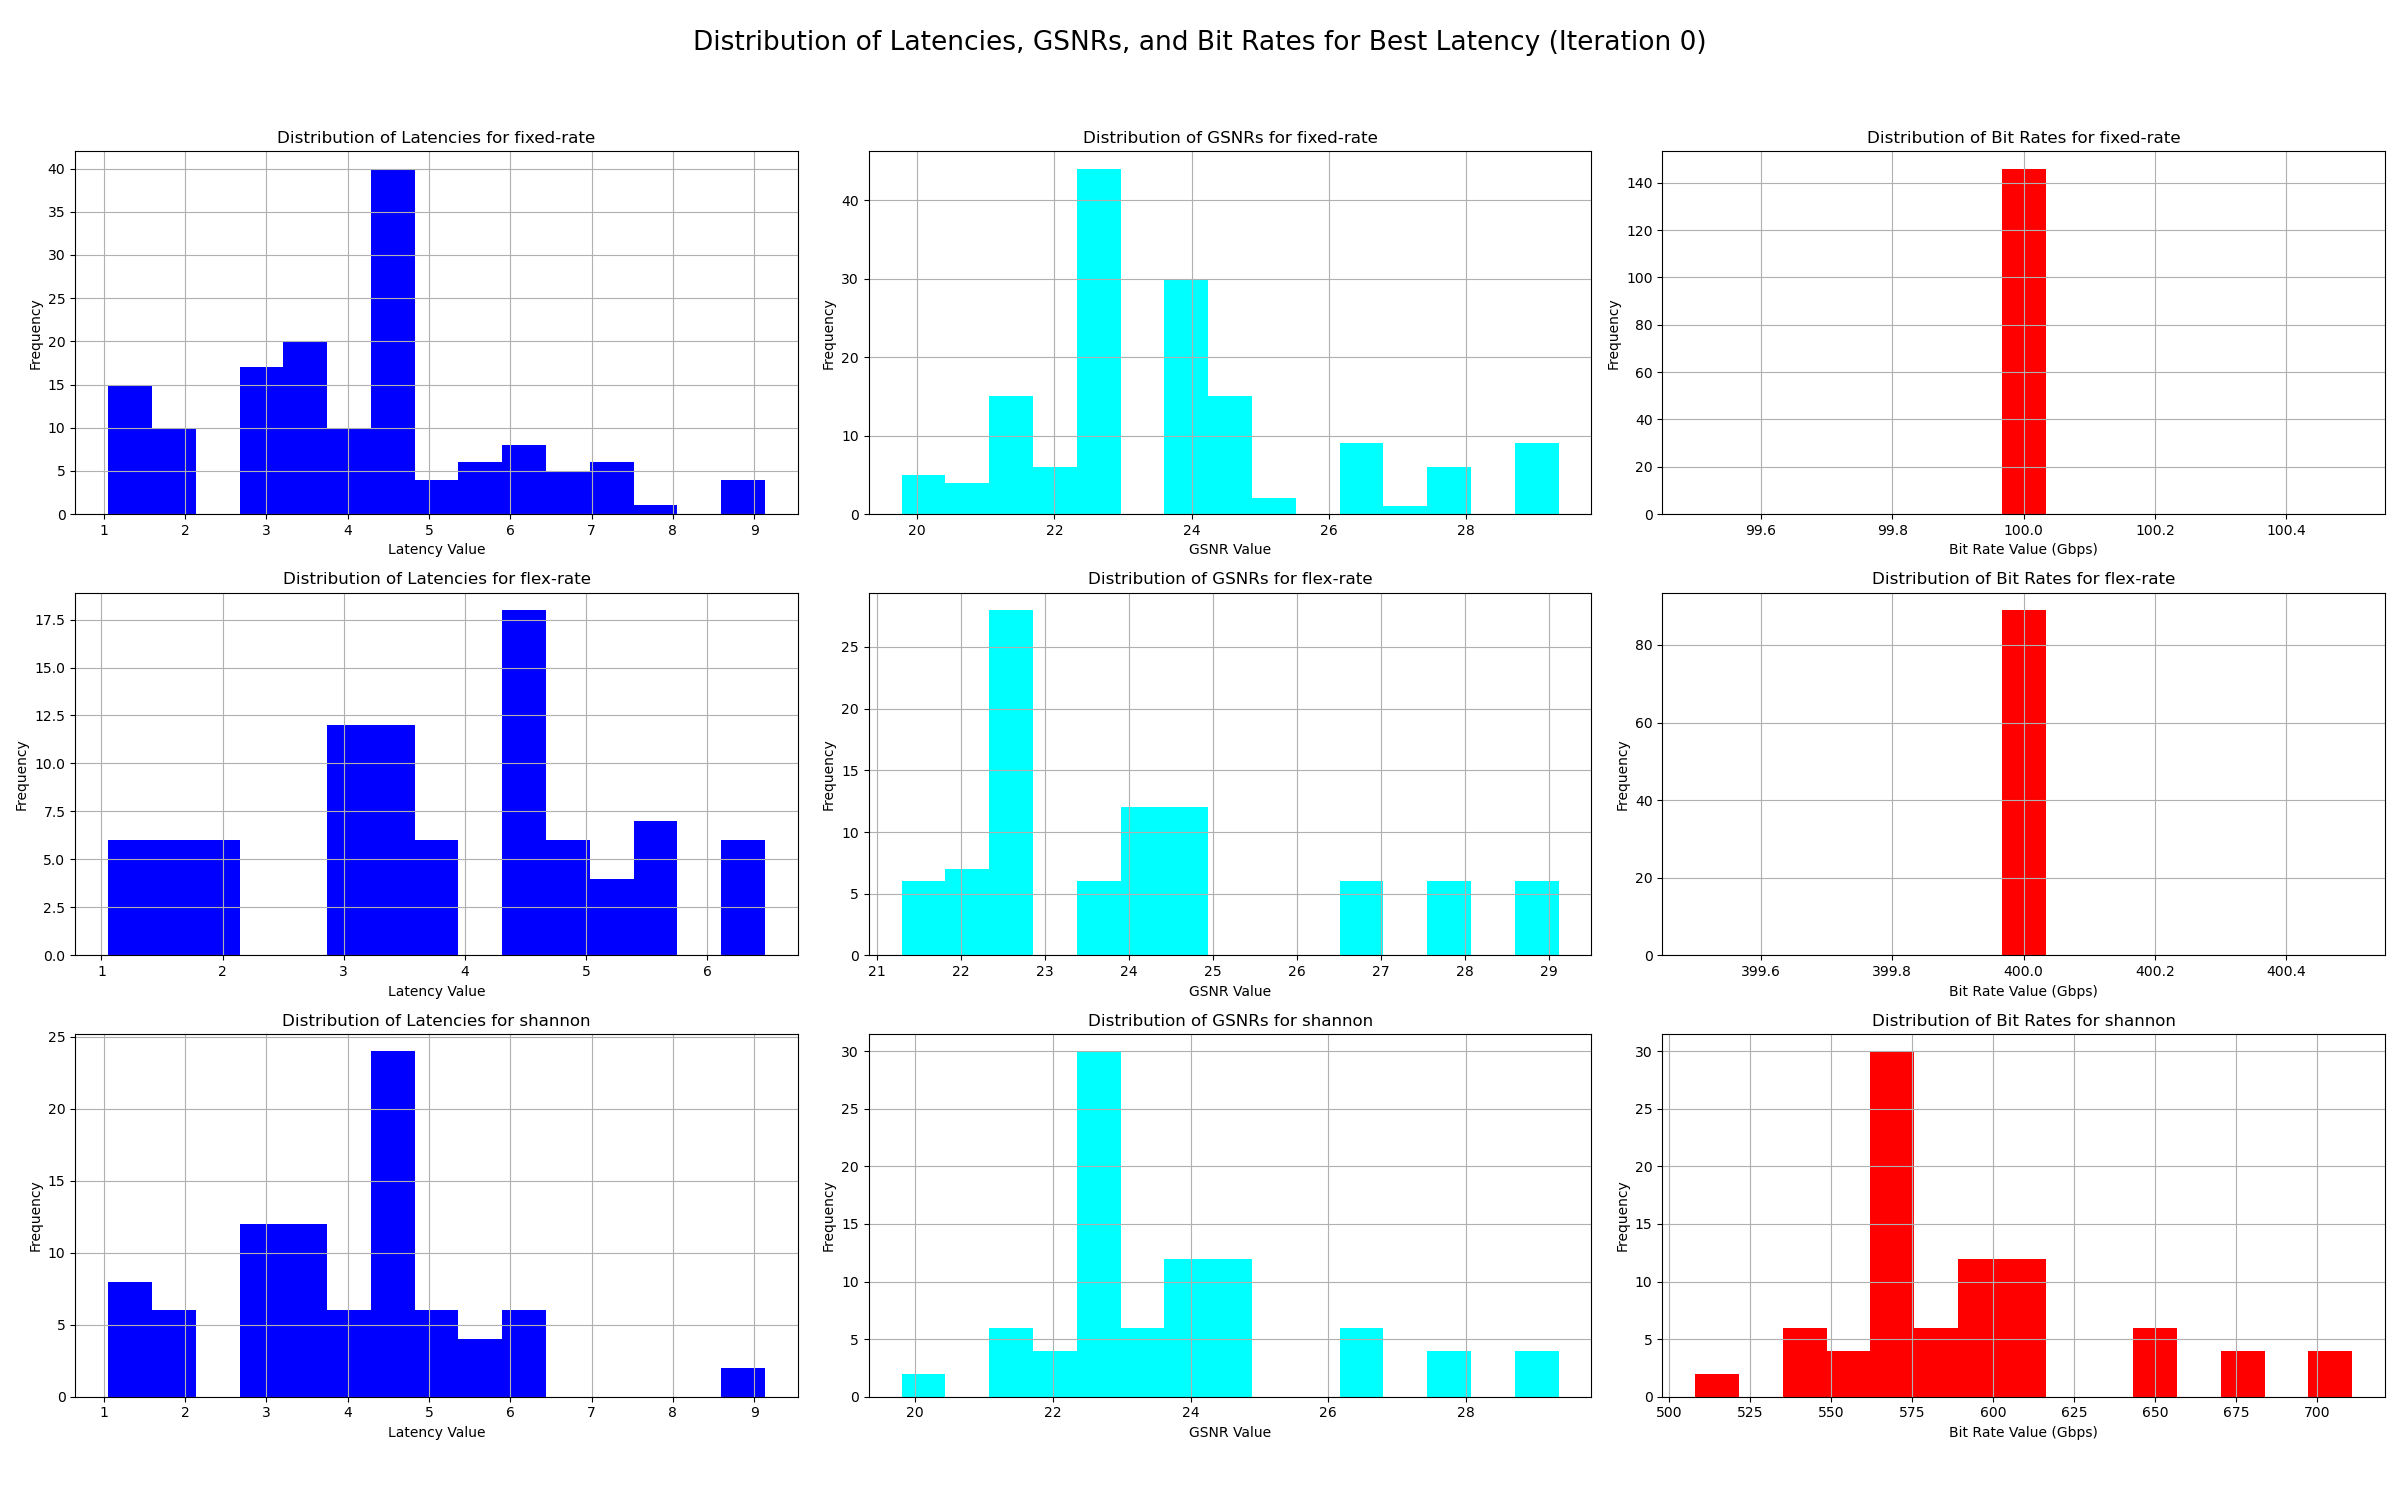 Distribution of Latencies, GSNRs, and Bit Rates for Best Latency (Iteration 0)
Distribution of Latencies for fixed-rate
Frequency
40
35
30
25
20
15
10
5
0
1 2 3 4 5 6 7 8 9
Latency Value
Distribution of GSNRs for fixed-rate
Frequency
40
30
20
10
0
20 22 24 26 28
GSNR Value
Distribution of Bit Rates for fixed-rate
Frequency
140
120
100
80
60
40
20
0
99.6 99.8 100.0 100.2 100.4
Bit Rate Value (Gbps)
Distribution of Latencies for flex-rate
Frequency
17.5
15.0
12.5
10.0
7.5
5.0
2.5
0.0
1 2 3 4 5 6
Latency Value
Distribution of GSNRs for flex-rate
Frequency
25
20
15
10
5
0
21 22 23 24 25 26 27 28 29
GSNR Value
Distribution of Bit Rates for flex-rate
Frequency
80
60
40
20
0
399.6 399.8 400.0 400.2 400.4
Bit Rate Value (Gbps)
Distribution of Latencies for shannon
Frequency
25
20
15
10
5
0
1 2 3 4 5 6 7 8 9
Latency Value
Distribution of GSNRs for shannon
Frequency
30
25
20
15
10
5
0
20 22 24 26 28
GSNR Value
Distribution of Bit Rates for shannon
Frequency
30
25
20
15
10
5
0
500 525 550 575 600 625 650 675 700
Bit Rate Value (Gbps)